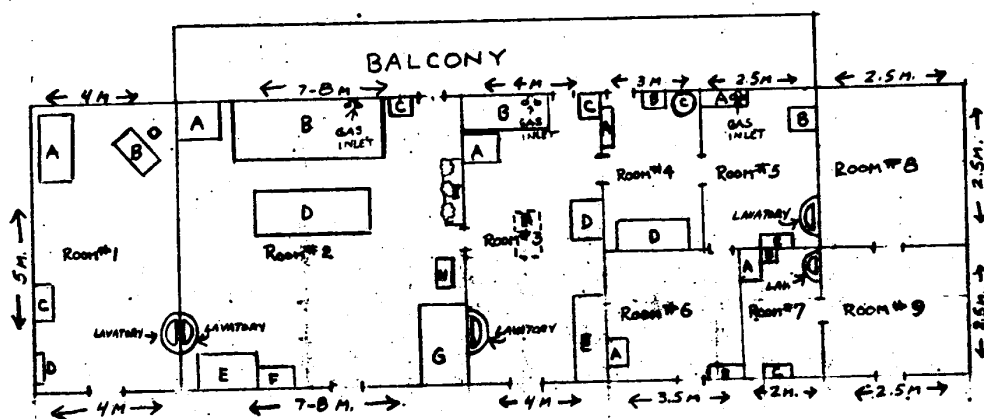 BALCONY
← 4M →
← 7-8 M. →
← 4M →
← 3M →
← 2.5M →
← 2.5M. →
A
B
A
B
GAS INLET
C
B
GAS INLET
A
C
A
B
C
A
GAS INLET
B
← 2.5M. →
ROOM #4
ROOM #5
ROOM #8
D
D
D
LAVATORY
← 5M. →
ROOM #1
ROOM #2
ROOM #3
H
C
A
B
LAV.
ROOM #6
ROOM #7
ROOM #9
← 2.5M. →
LAVATORY
LAVATORY
LAVATORY
G
E
D
E
F
A
B
C
← 4M →
← 7-8M. →
← 4M →
← 3.5M →
← 2M. →
← 2.5M →